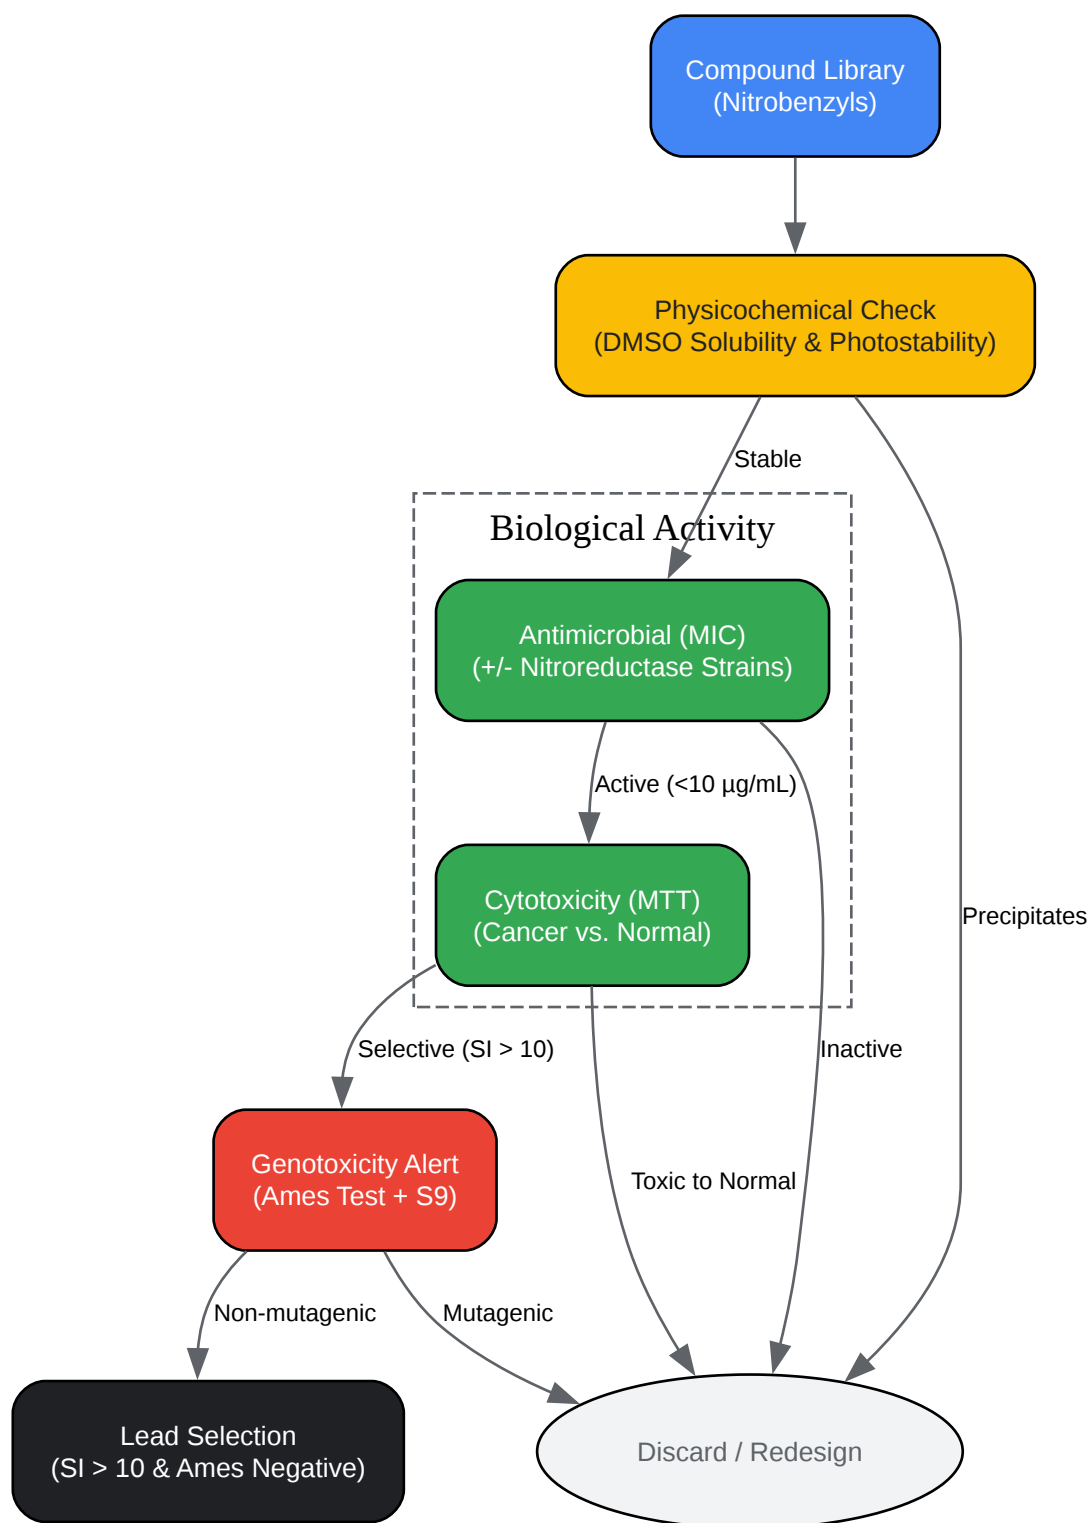 Compound Library
(Nitrobenzyls)
Physicochemical Check
(DMSO Solubility & Photostability)
Stable
Biological Activity
Antimicrobial (MIC)
(+/- Nitroreductase Strains)
Active (<10 µg/mL)
Cytotoxicity (MTT)
(Cancer vs. Normal)
Precipitates
Selective (SI > 10)
Inactive
Genotoxicity Alert
(Ames Test + S9)
Toxic to Normal
Non-mutagenic
Mutagenic
Lead Selection
(SI > 10 & Ames Negative)
Discard / Redesign